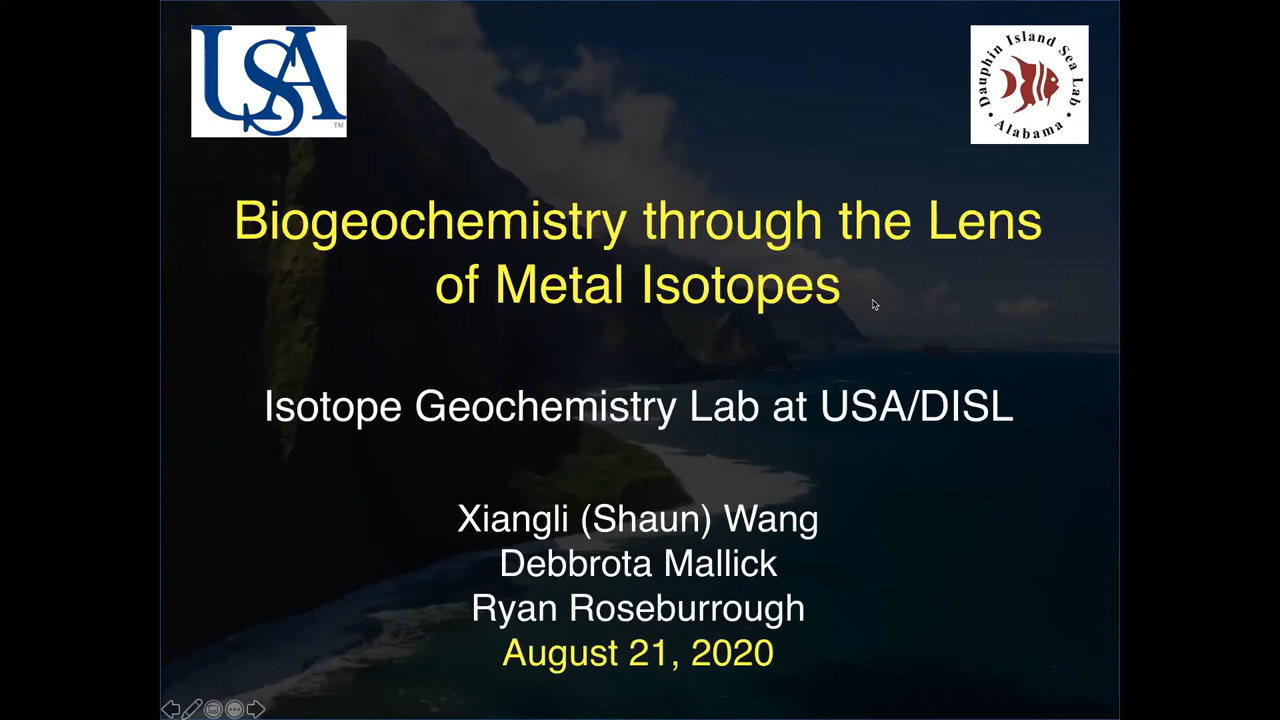 USA
TM
Dauphin Island Sea Lab
• Alabama •
Biogeochemistry through the Lens
of Metal Isotopes
Isotope Geochemistry Lab at USA/DISL
Xiangli (Shaun) Wang
Debbrota Mallick
Ryan Roseburrough
August 21, 2020